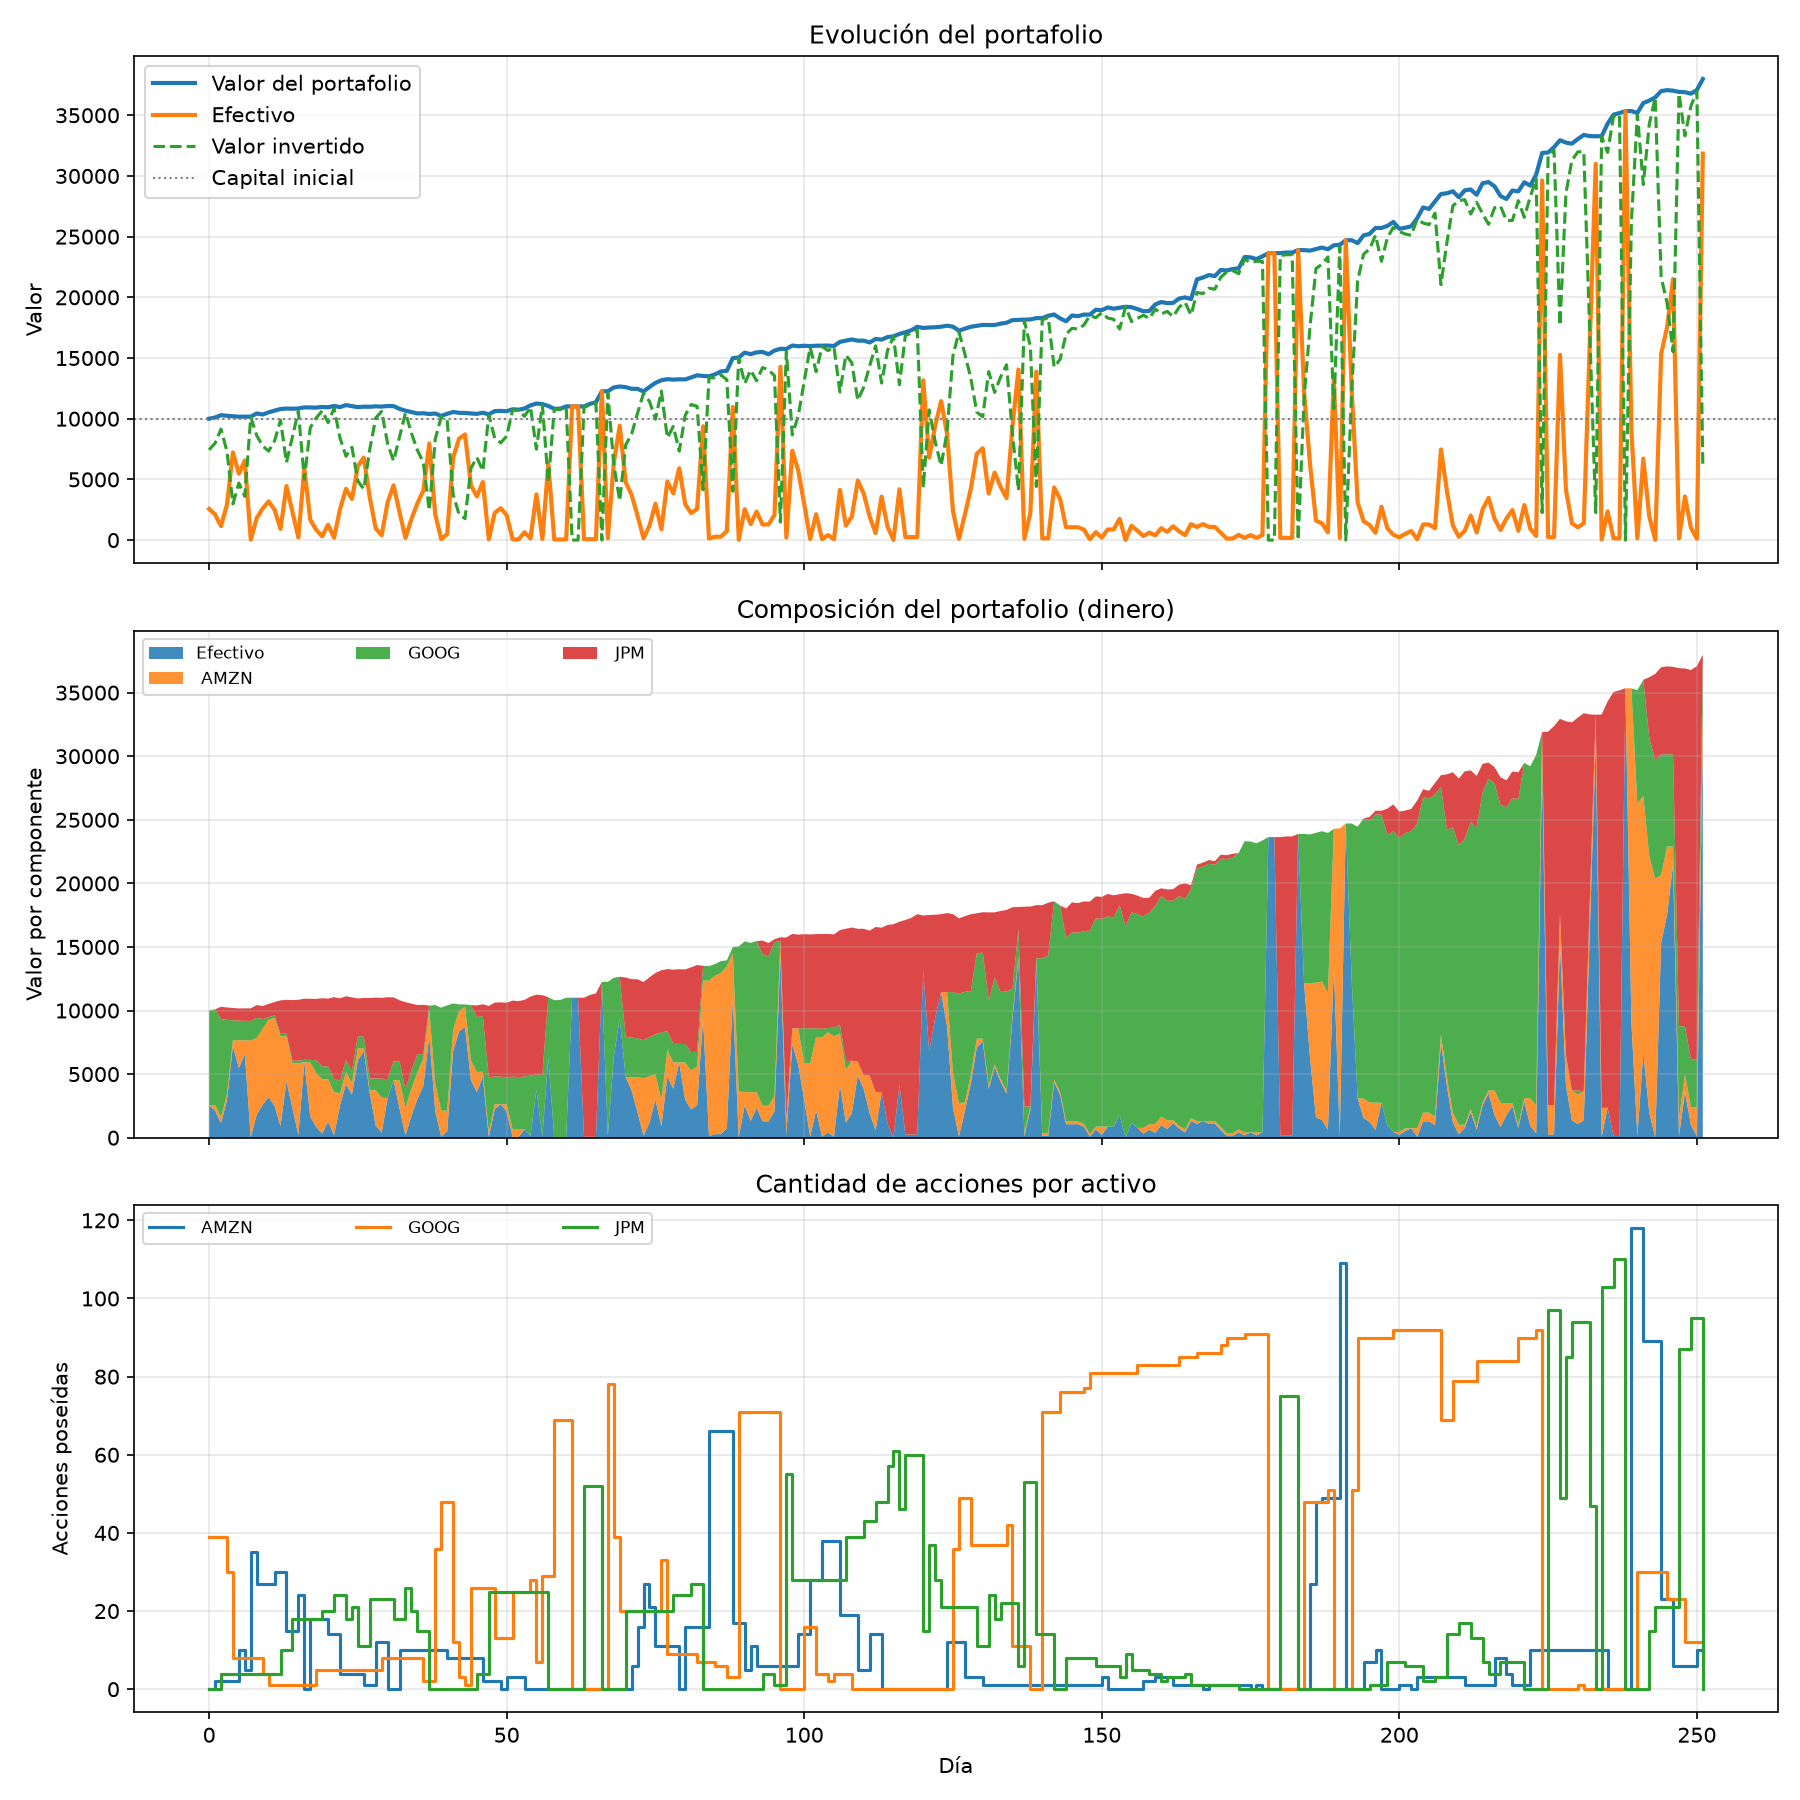 Evolución del portafolio
Valor del portafolio
Efectivo
Valor invertido
Capital inicial
35000
30000
25000
20000
15000
10000
5000
0
Valor
Composición del portafolio (dinero)
Efectivo GOOG JPM
AMZN
35000
30000
25000
20000
15000
10000
5000
0
Valor por componente
Cantidad de acciones por activo
AMZN GOOG JPM
120
100
80
60
40
20
0
Acciones poseídas
0 50 100 150 200 250
Día